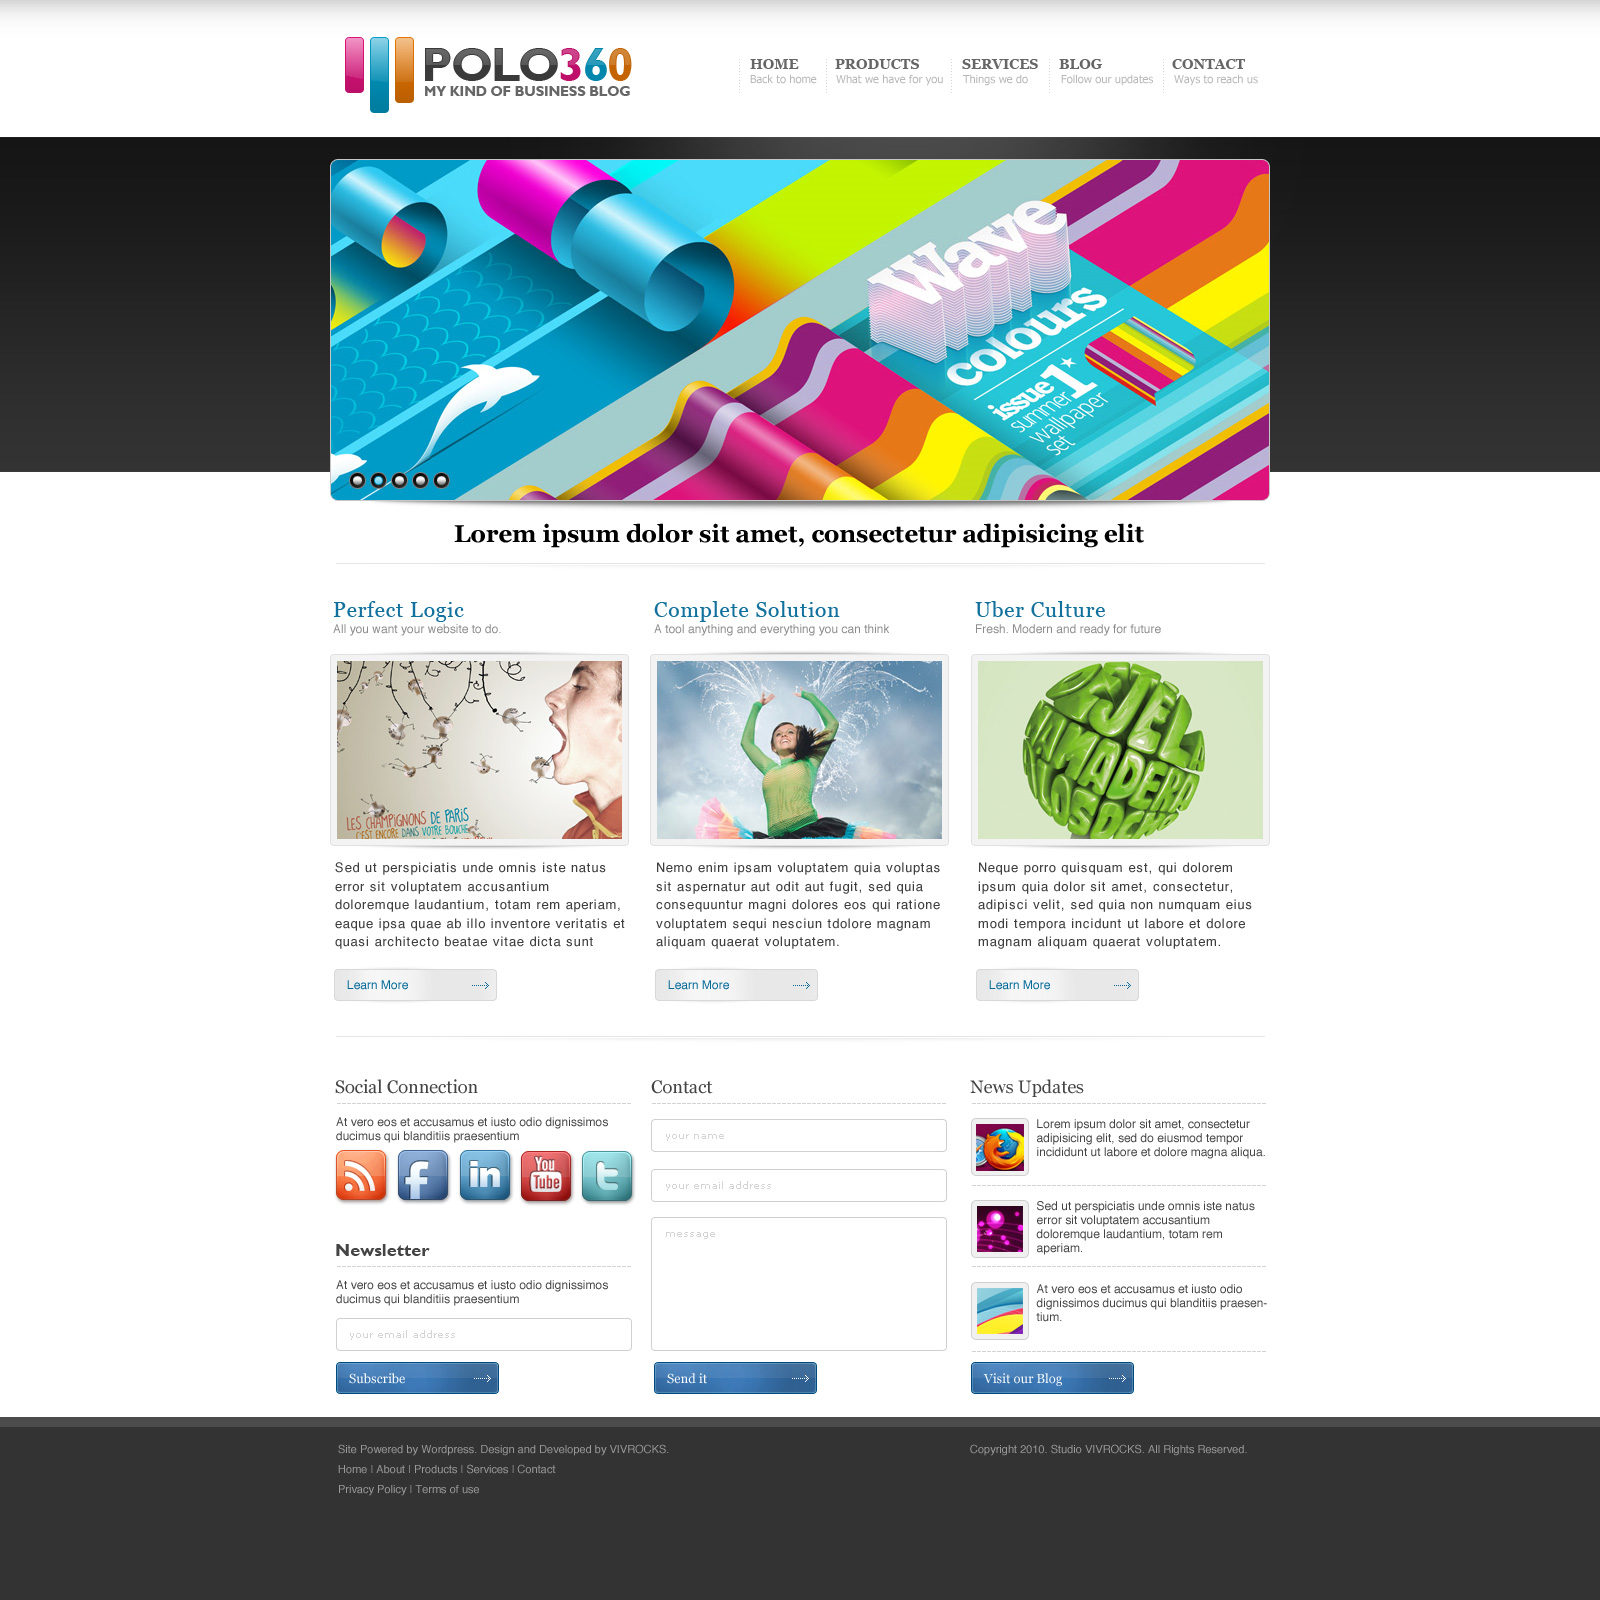 POLO360
MY KIND OF BUSINESS BLOG
HOME
Back to home
PRODUCTS
What we have for you
SERVICES
Things we do
BLOG
Follow our updates
CONTACT
Ways to reach us
Wave
colours
issue 1
summer
wallpaper
set
Lorem ipsum dolor sit amet, consectetur adipisicing elit
Perfect Logic
All you want your website to do.
LES CHAMPIGNONS DE PARIS
C'EST ENCORE DANS VOTRE BOUCHE
Sed ut perspiciatis unde omnis iste natus
error sit voluptatem accusantium
doloremque laudantium, totam rem aperiam,
eaque ipsa quae ab illo inventore veritatis et
quasi architecto beatae vitae dicta sunt
Learn More
Complete Solution
A tool anything and everything you can think
Nemo enim ipsam voluptatem quia voluptas
sit aspernatur aut odit aut fugit, sed quia
consequuntur magni dolores eos qui ratione
voluptatem sequi nesciun tdolore magnam
aliquam quaerat voluptatem.
Learn More
Uber Culture
Fresh. Modern and ready for future
Neque porro quisquam est, qui dolorem
ipsum quia dolor sit amet, consectetur,
adipisci velit, sed quia non numquam eius
modi tempora incidunt ut labore et dolore
magnam aliquam quaerat voluptatem.
Learn More
Social Connection
At vero eos et accusamus et iusto odio dignissimos
ducimus qui blanditiis praesentium
f
in
You
Tube
t
Newsletter
At vero eos et accusamus et iusto odio dignissimos
ducimus qui blanditiis praesentium
your email address
Subscribe
Contact
your name
your email address
message
Send it
News Updates
Lorem ipsum dolor sit amet, consectetur
adipisicing elit, sed do eiusmod tempor
incididunt ut labore et dolore magna aliqua.
Sed ut perspiciatis unde omnis iste natus
error sit voluptatem accusantium
doloremque laudantium, totam rem
aperiam.
At vero eos et accusamus et iusto odio
dignissimos ducimus qui blanditiis praesen-
tium.
Visit our Blog
Site Powered by Wordpress. Design and Developed by VIVROCKS.
Home | About | Products | Services | Contact
Privacy Policy | Terms of use
Copyright 2010. Studio VIVROCKS. All Rights Reserved.